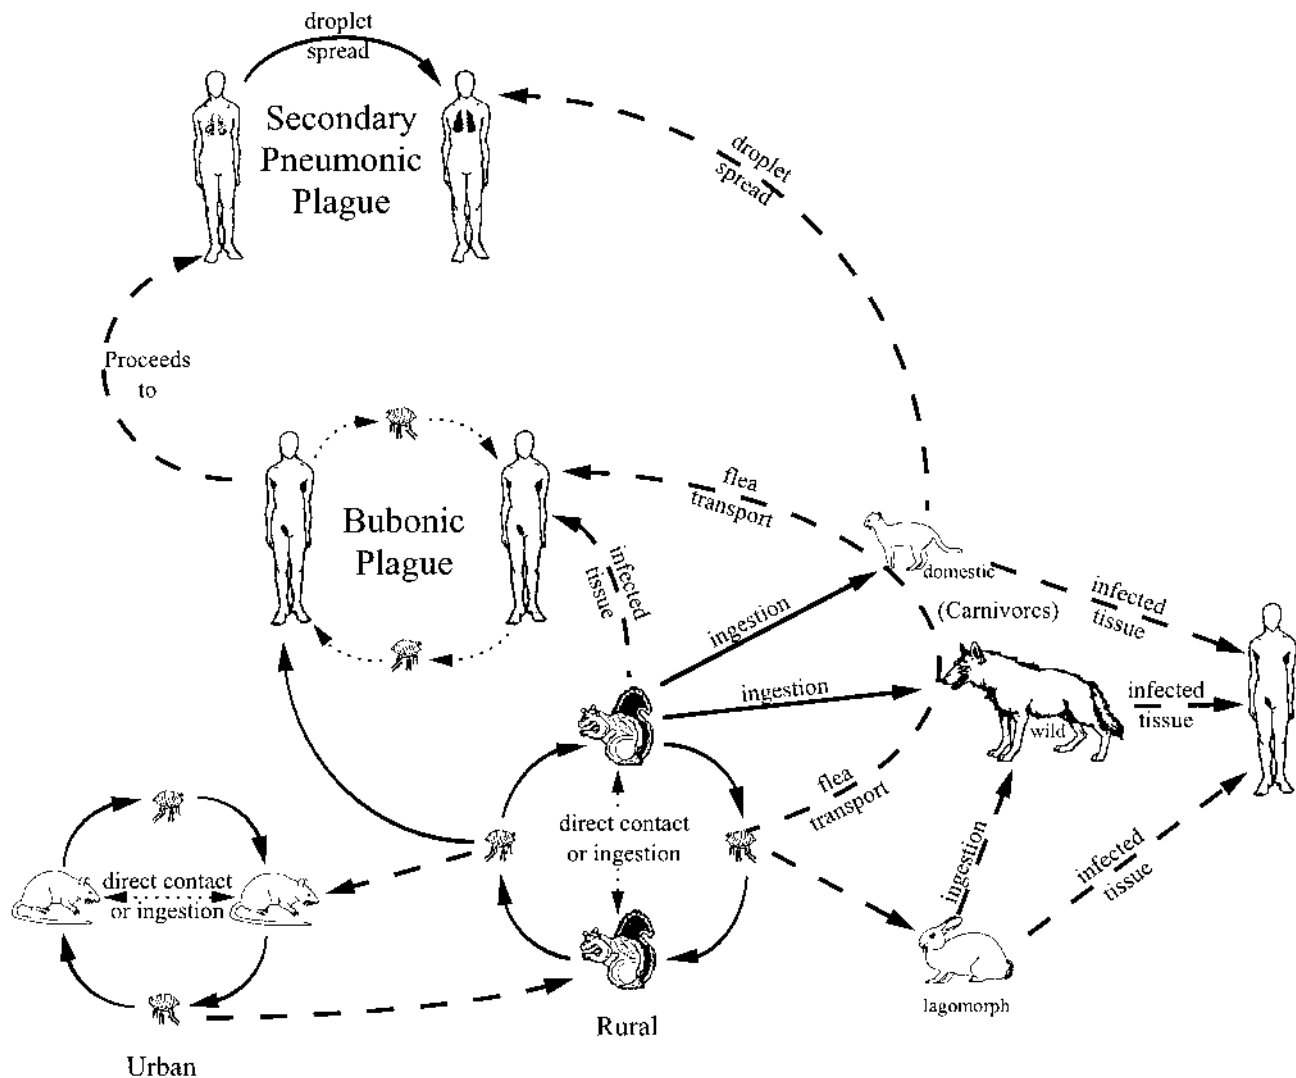 droplet
spread
Secondary
Pneumonic
Plague
droplet
spread
Proceeds
to
flea
transport
Bubonic
Plague
infected
tissue
domestic
(Carnivores)
infected
tissue
ingestion
ingestion
infected
tissue
wild
flea
transport
direct contact
or ingestion
ingestion
infected
tissue
direct contact
or ingestion
lagomorph
Rural
Urban